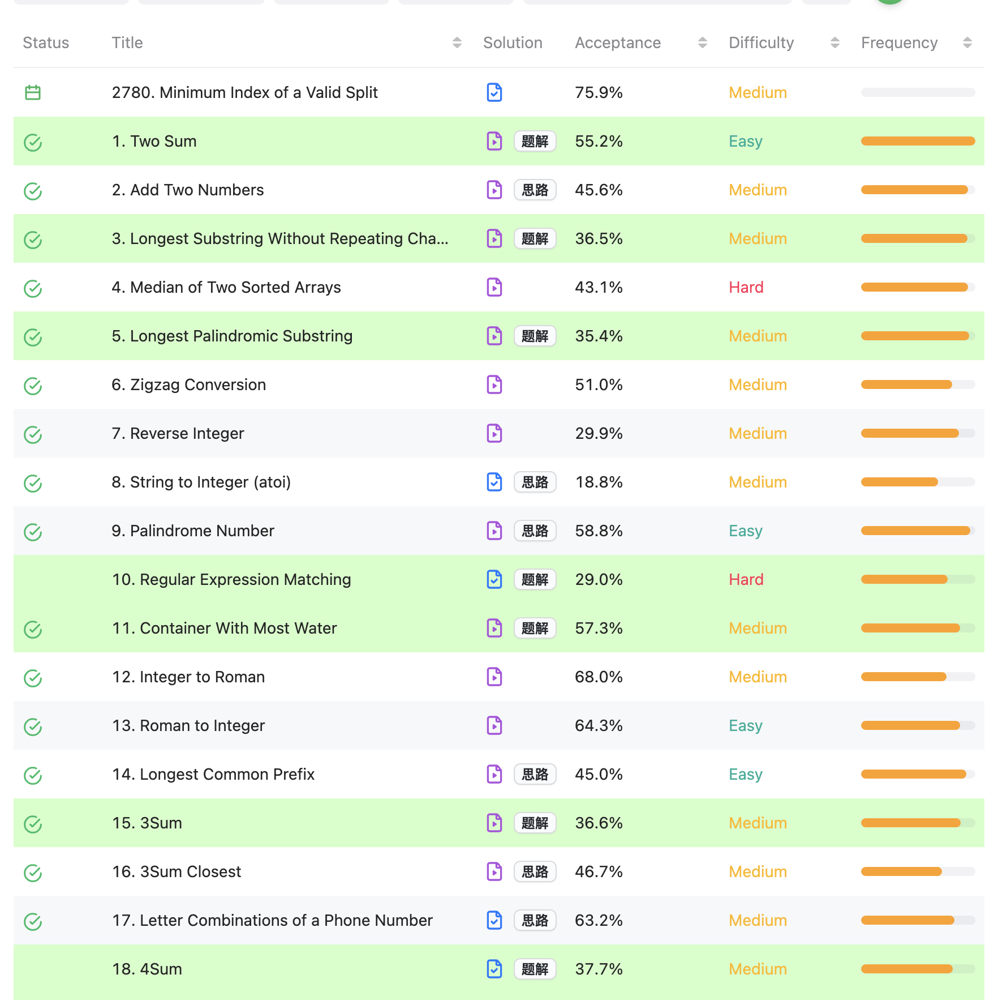 Status Title Solution Acceptance Difficulty Frequency
2780. Minimum Index of a Valid Split 75.9% Medium
1. Two Sum 题解 55.2% Easy
2. Add Two Numbers 思路 45.6% Medium
3. Longest Substring Without Repeating Cha... 题解 36.5% Medium
4. Median of Two Sorted Arrays 43.1% Hard
5. Longest Palindromic Substring 题解 35.4% Medium
6. Zigzag Conversion 51.0% Medium
7. Reverse Integer 29.9% Medium
8. String to Integer (atoi) 思路 18.8% Medium
9. Palindrome Number 思路 58.8% Easy
10. Regular Expression Matching 题解 29.0% Hard
11. Container With Most Water 题解 57.3% Medium
12. Integer to Roman 68.0% Medium
13. Roman to Integer 64.3% Easy
14. Longest Common Prefix 思路 45.0% Easy
15. 3Sum 题解 36.6% Medium
16. 3Sum Closest 思路 46.7% Medium
17. Letter Combinations of a Phone Number 思路 63.2% Medium
18. 4Sum 题解 37.7% Medium